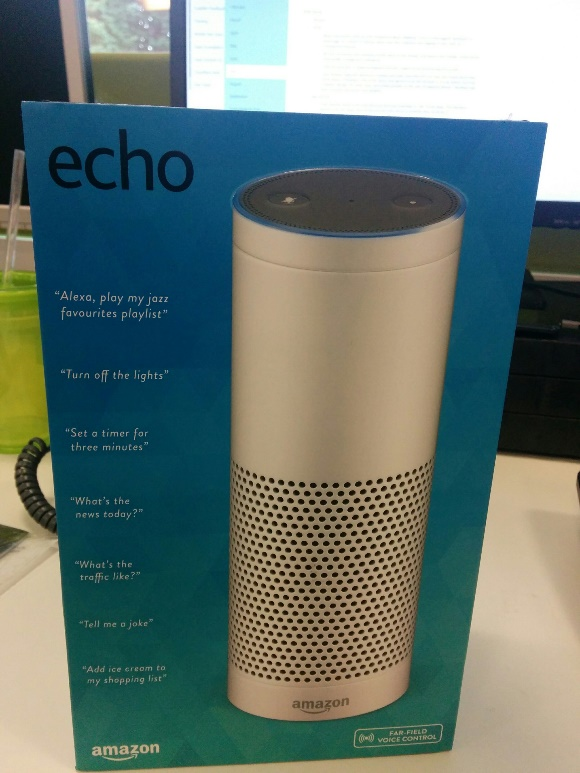 echo
“Alexa, play my jazz
favourites playlist”
“Turn off the lights”
“Set a timer for
three minutes”
“What's the
news today?”
“What's the
traffic like?”
“Tell me a joke”
“Add ice cream to
my shopping list”
amazon
amazon
FAR-FIELD
VOICE CONTROL